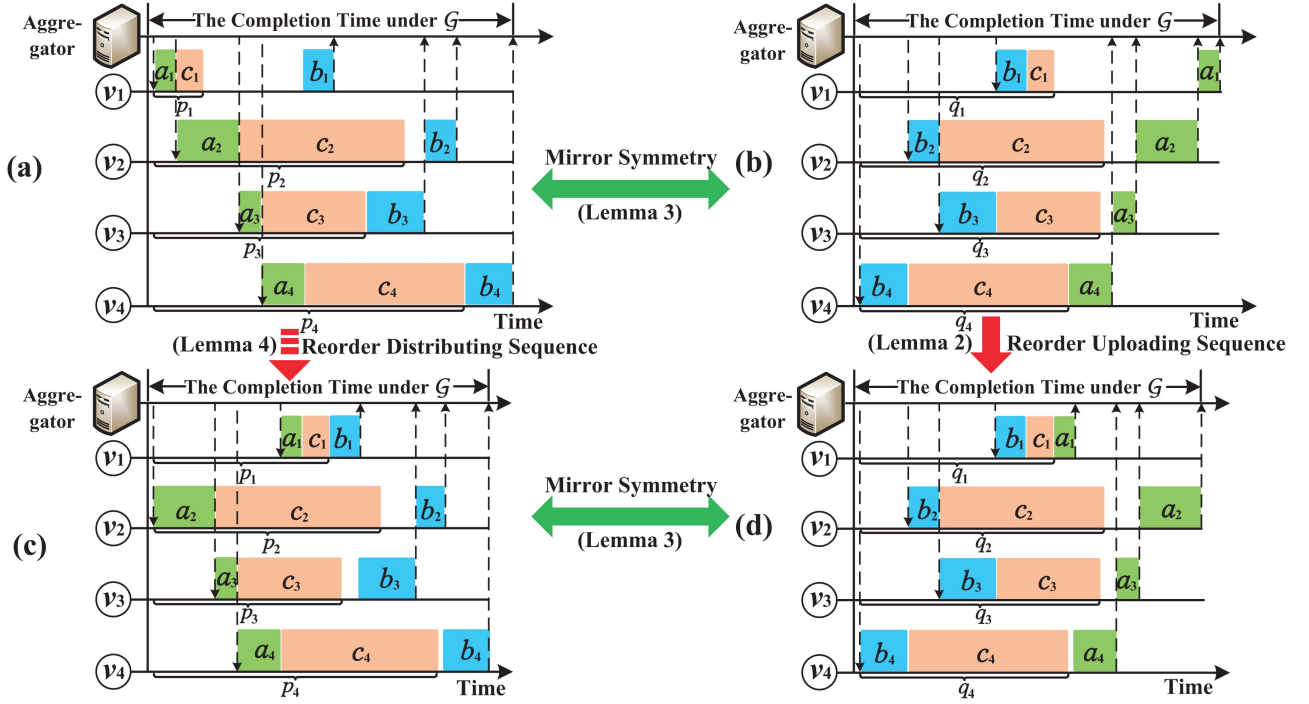 Aggre-
gator
The Completion Time under 𝒢
a₁ c₁ b₁
v₁
p₁
a₂ c₂ b₂
v₂
p₂
(a)
a₃ c₃ b₃
v₃
p₃
a₄ c₄ b₄
v₄
p₄
Time
Mirror Symmetry
(Lemma 3)
Aggre-
gator
The Completion Time under 𝒢
b₁ c₁ a₁
v₁
q₁
b₂ c₂ a₂
v₂
q₂
(b)
b₃ c₃ a₃
v₃
q₃
b₄ c₄ a₄
v₄
q₄
Time
(Lemma 4) Reorder Distributing Sequence
(Lemma 2) Reorder Uploading Sequence
Aggre-
gator
The Completion Time under 𝒢
a₁ c₁ b₁
v₁
p₁
a₂ c₂ b₂
v₂
p₂
(c)
a₃ c₃ b₃
v₃
p₃
a₄ c₄ b₄
v₄
p₄
Time
Mirror Symmetry
(Lemma 3)
Aggre-
gator
The Completion Time under 𝒢
b₁ c₁ a₁
v₁
q₁
b₂ c₂ a₂
v₂
q₂
(d)
b₃ c₃ a₃
v₃
q₃
b₄ c₄ a₄
v₄
q₄
Time